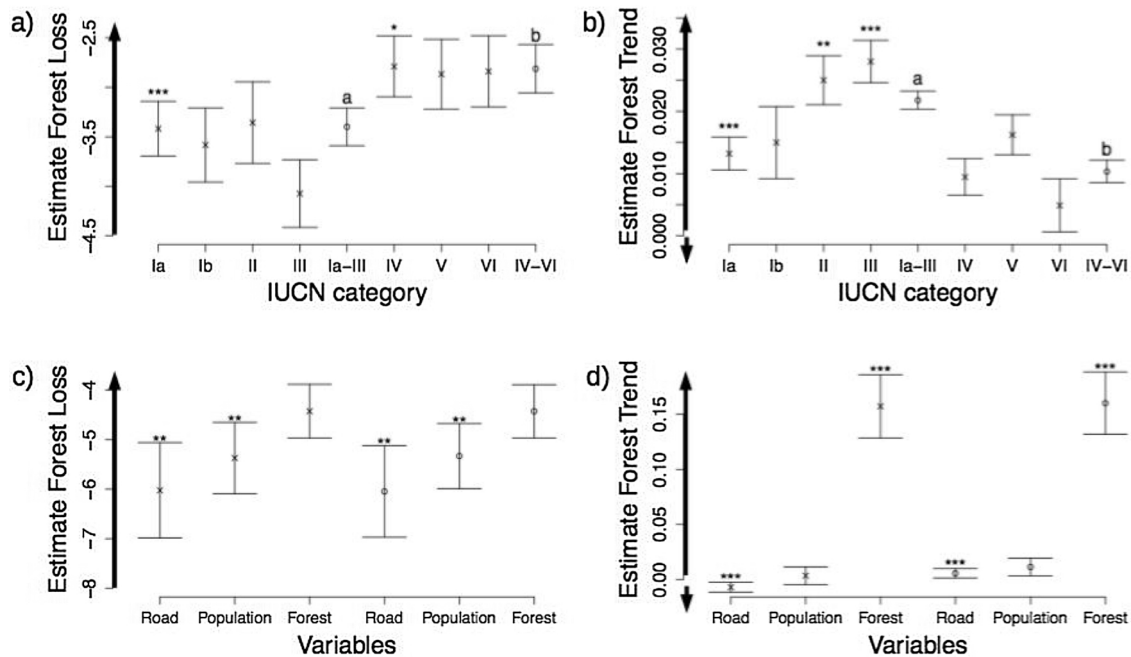 a)
Estimate Forest Loss
−2.5
−3.5
−4.5
***
a
*
b
Ia Ib II III Ia−III IV V VI IV−VI
IUCN category
b)
Estimate Forest Trend
0.030
0.020
0.010
0.000
***
**
***
a
b
Ia Ib II III Ia−III IV V VI IV−VI
IUCN category
c)
Estimate Forest Loss
−4
−5
−6
−7
−8
**
**
**
**
Road Population Forest Road Population Forest
Variables
d)
Estimate Forest Trend
0.15
0.10
0.05
0.00
***
***
***
***
Road Population Forest Road Population Forest
Variables